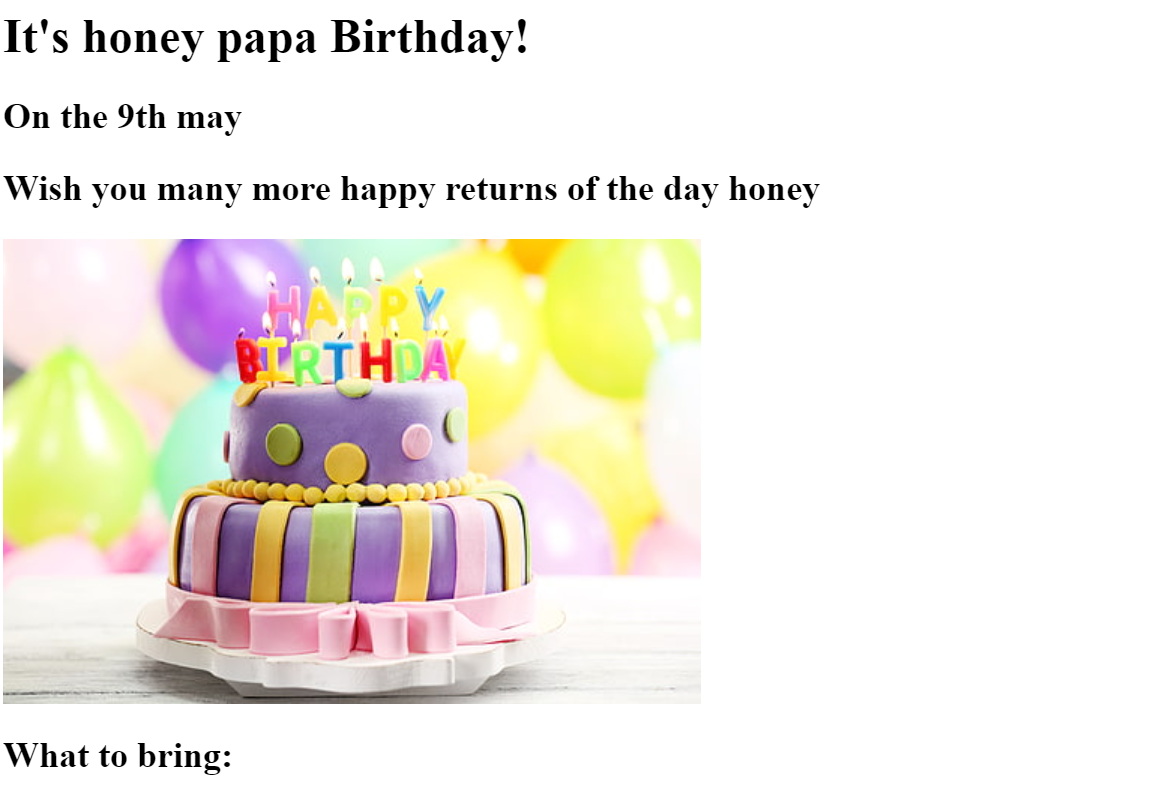 It's honey papa Birthday!
On the 9th may
Wish you many more happy returns of the day honey
HAPPY
BIRTHDAY
What to bring: